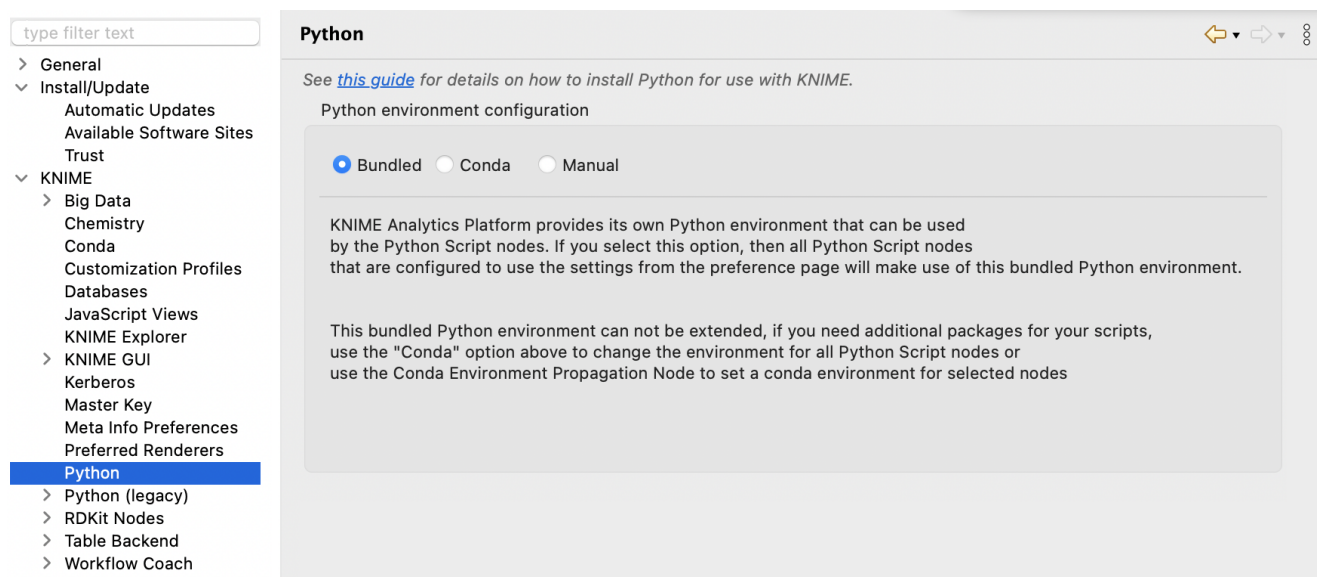 type filter text
General
Install/Update
Automatic Updates
Available Software Sites
Trust
KNIME
Big Data
Chemistry
Conda
Customization Profiles
Databases
JavaScript Views
KNIME Explorer
KNIME GUI
Kerberos
Master Key
Meta Info Preferences
Preferred Renderers
Python
Python (legacy)
RDKit Nodes
Table Backend
Workflow Coach
Python
See this guide for details on how to install Python for use with KNIME.
Python environment configuration
Bundled Conda Manual
KNIME Analytics Platform provides its own Python environment that can be used
by the Python Script nodes. If you select this option, then all Python Script nodes
that are configured to use the settings from the preference page will make use of this bundled Python environment.
This bundled Python environment can not be extended, if you need additional packages for your scripts,
use the "Conda" option above to change the environment for all Python Script nodes or
use the Conda Environment Propagation Node to set a conda environment for selected nodes